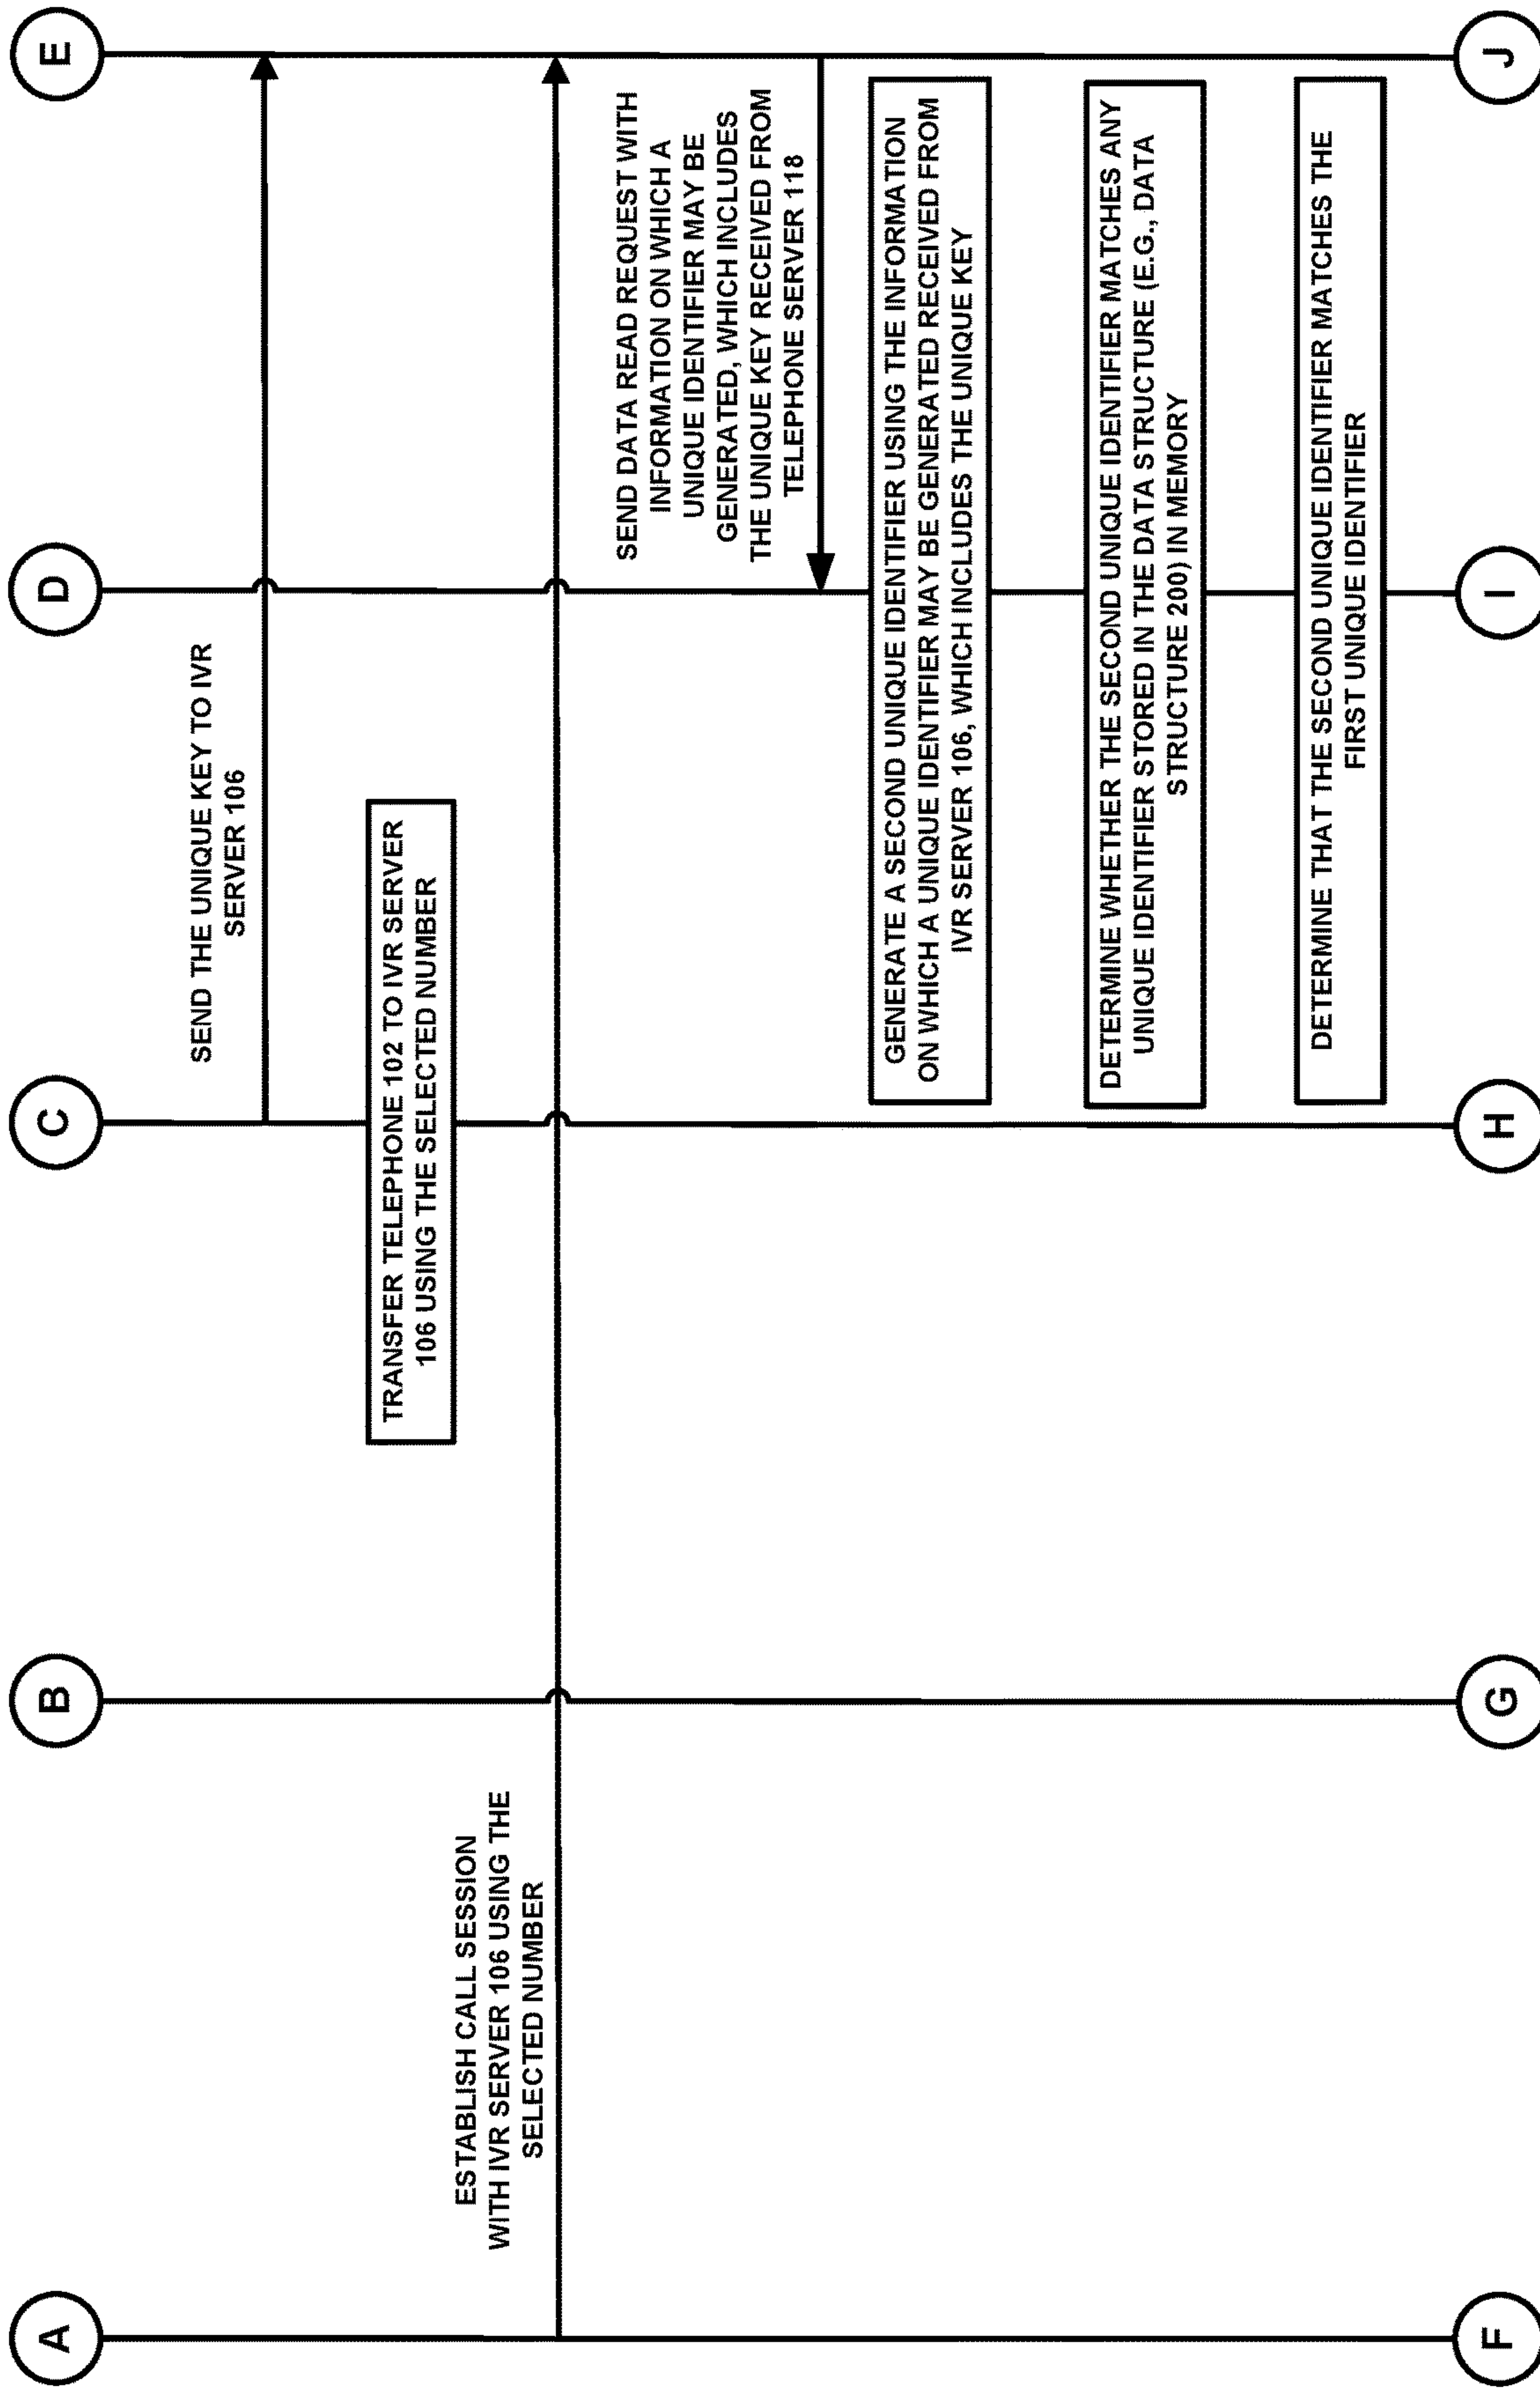 A
B
C
D
E
SEND THE UNIQUE KEY TO IVR
SERVER 106
TRANSFER TELEPHONE 102 TO IVR SERVER
106 USING THE SELECTED NUMBER
ESTABLISH CALL SESSION
WITH IVR SERVER 106 USING THE
SELECTED NUMBER
SEND DATA READ REQUEST WITH
INFORMATION ON WHICH A
UNIQUE IDENTIFIER MAY BE
GENERATED, WHICH INCLUDES
THE UNIQUE KEY RECEIVED FROM
TELEPHONE SERVER 118
GENERATE A SECOND UNIQUE IDENTIFIER USING THE INFORMATION
ON WHICH A UNIQUE IDENTIFIER MAY BE GENERATED RECEIVED FROM
IVR SERVER 106, WHICH INCLUDES THE UNIQUE KEY
DETERMINE WHETHER THE SECOND UNIQUE IDENTIFIER MATCHES ANY
UNIQUE IDENTIFIER STORED IN THE DATA STRUCTURE (E.G., DATA
STRUCTURE 200) IN MEMORY
DETERMINE THAT THE SECOND UNIQUE IDENTIFIER MATCHES THE
FIRST UNIQUE IDENTIFIER
F
G
H
I
J